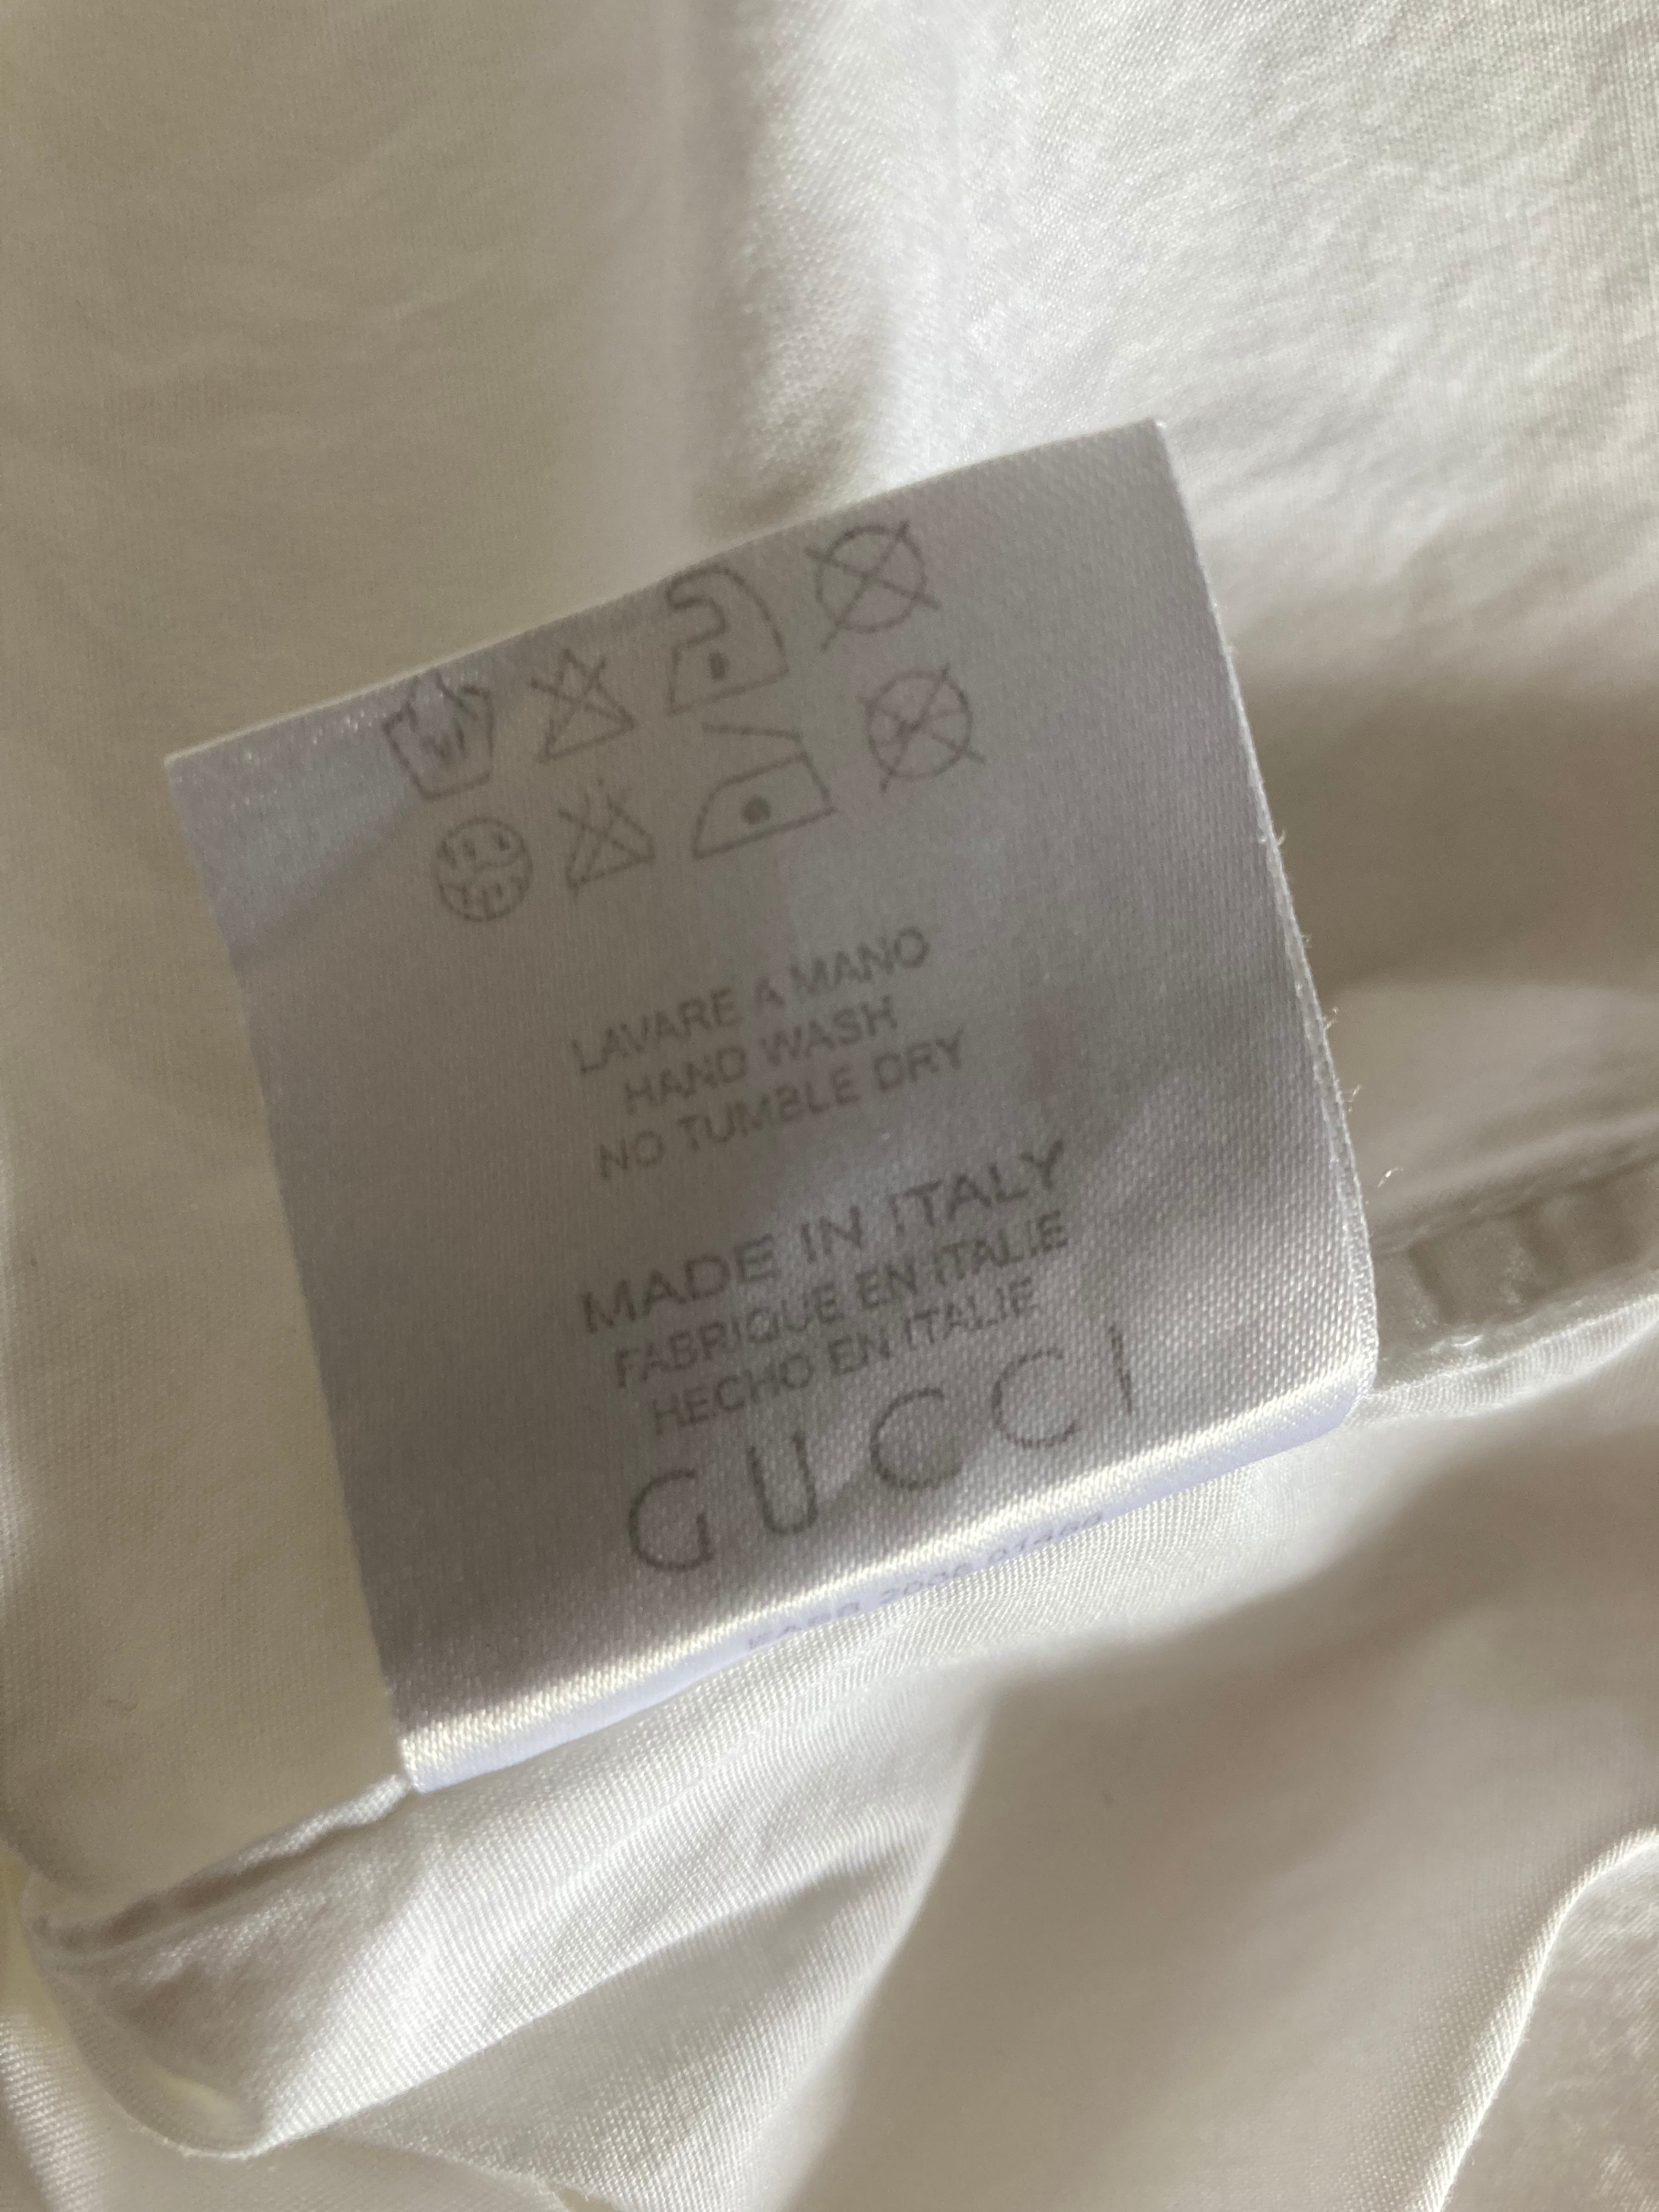 LAVARE A MANO
HAND WASH
NO TUMBLE DRY
MADE IN ITALY
FABRIQUE EN ITALIE
HECHO EN ITALIE
GUCCI